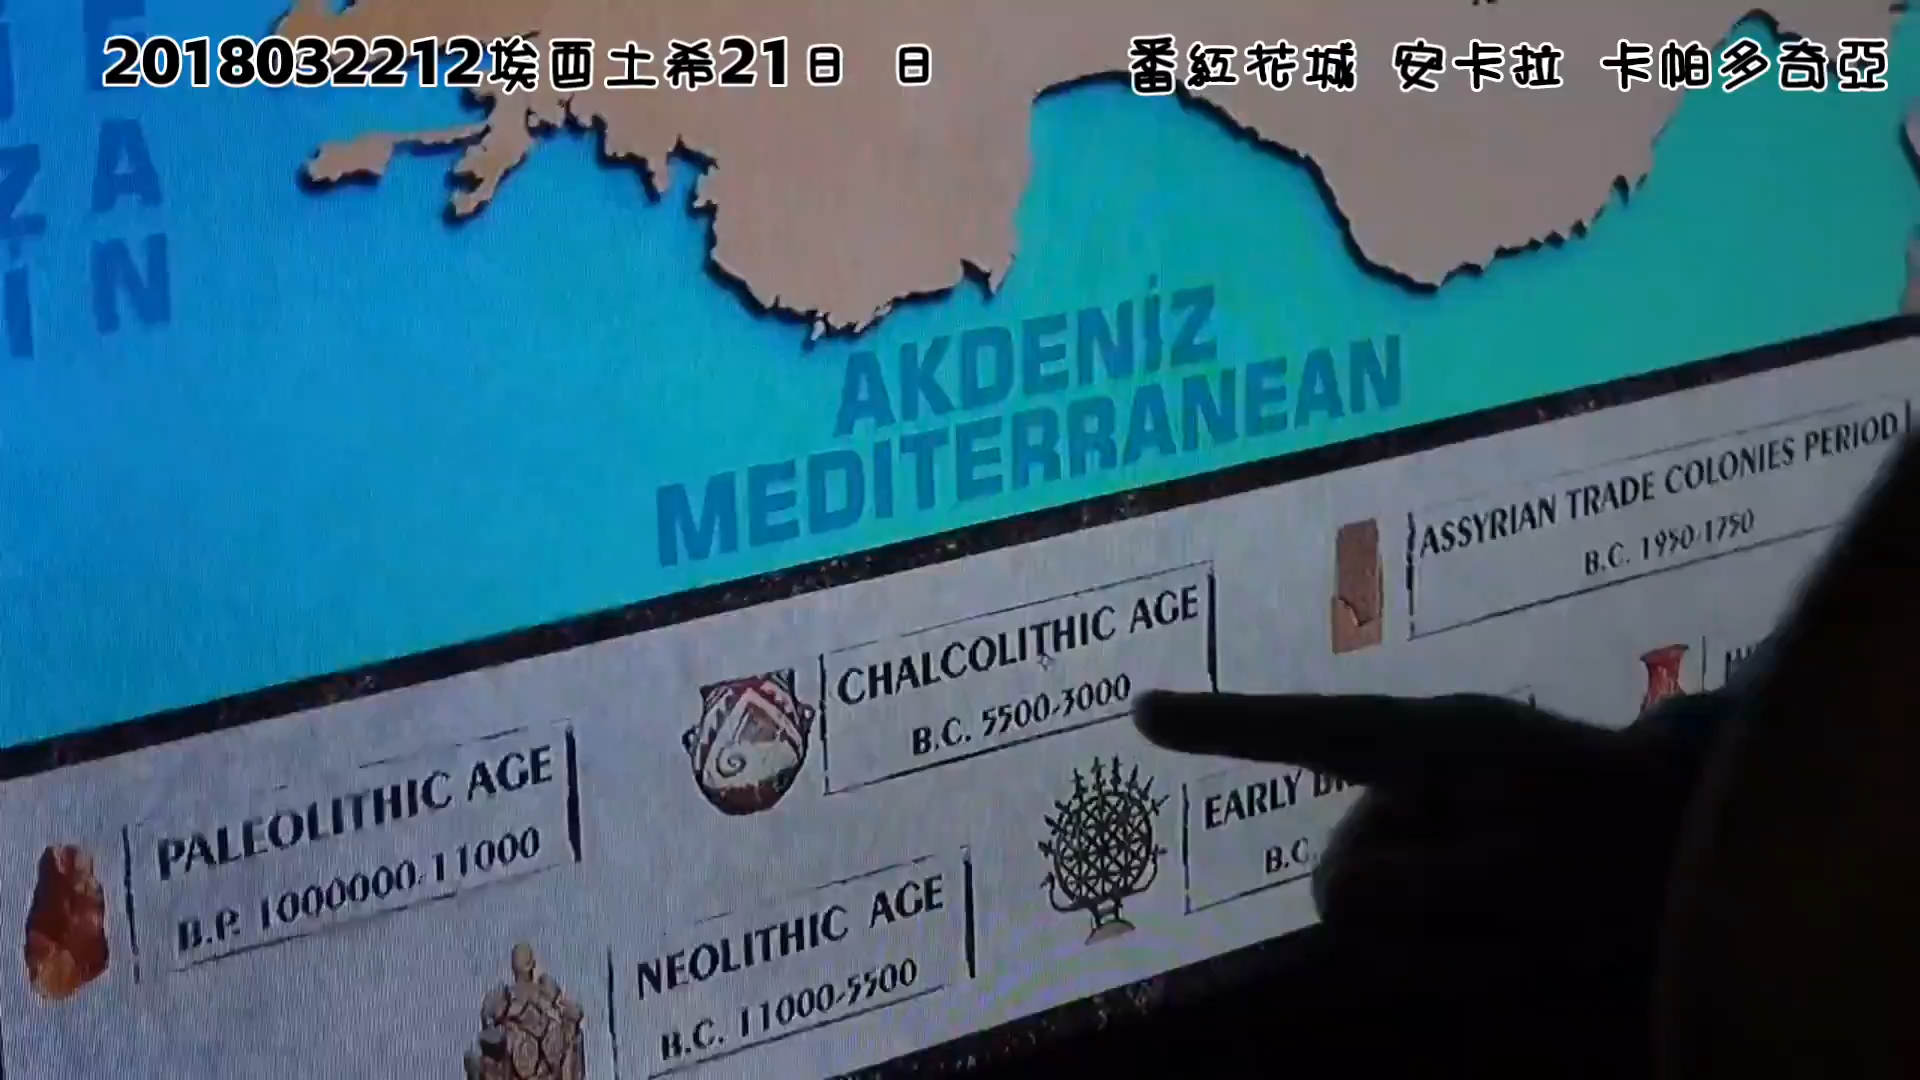 2018032212埃西土希21日 日 番紅花城 安卡拉 卡帕多奇亞
AKDENİZ
MEDITERRANEAN
ASSYRIAN TRADE COLONIES PERIOD
B.C. 1950-1750
CHALCOLITHIC AGE
B.C. 5500-3000
PALEOLITHIC AGE
B.P. 1000000-11000
EARLY
B.C.
NEOLITHIC AGE
B.C. 11000-5500